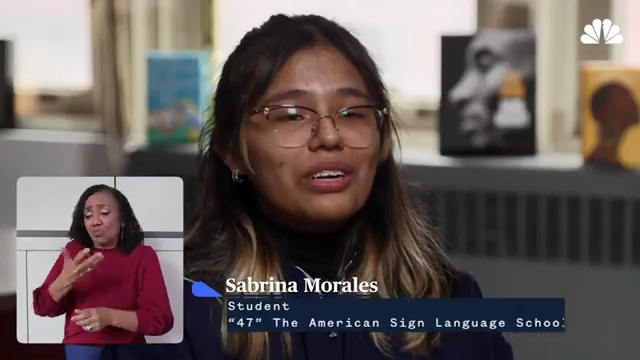 Sabrina Morales
Student
“47” The American Sign Language School